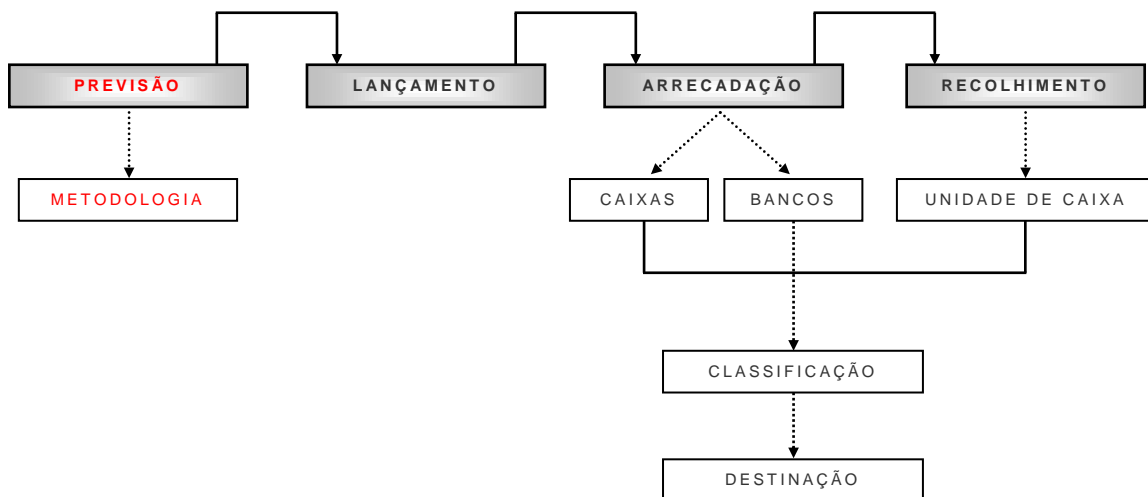 PREVISÃO
LANÇAMENTO
ARRECADAÇÃO
RECOLHIMENTO
METODOLOGIA
CAIXAS
BANCOS
UNIDADE DE CAIXA
CLASSIFICAÇÃO
DESTINAÇÃO